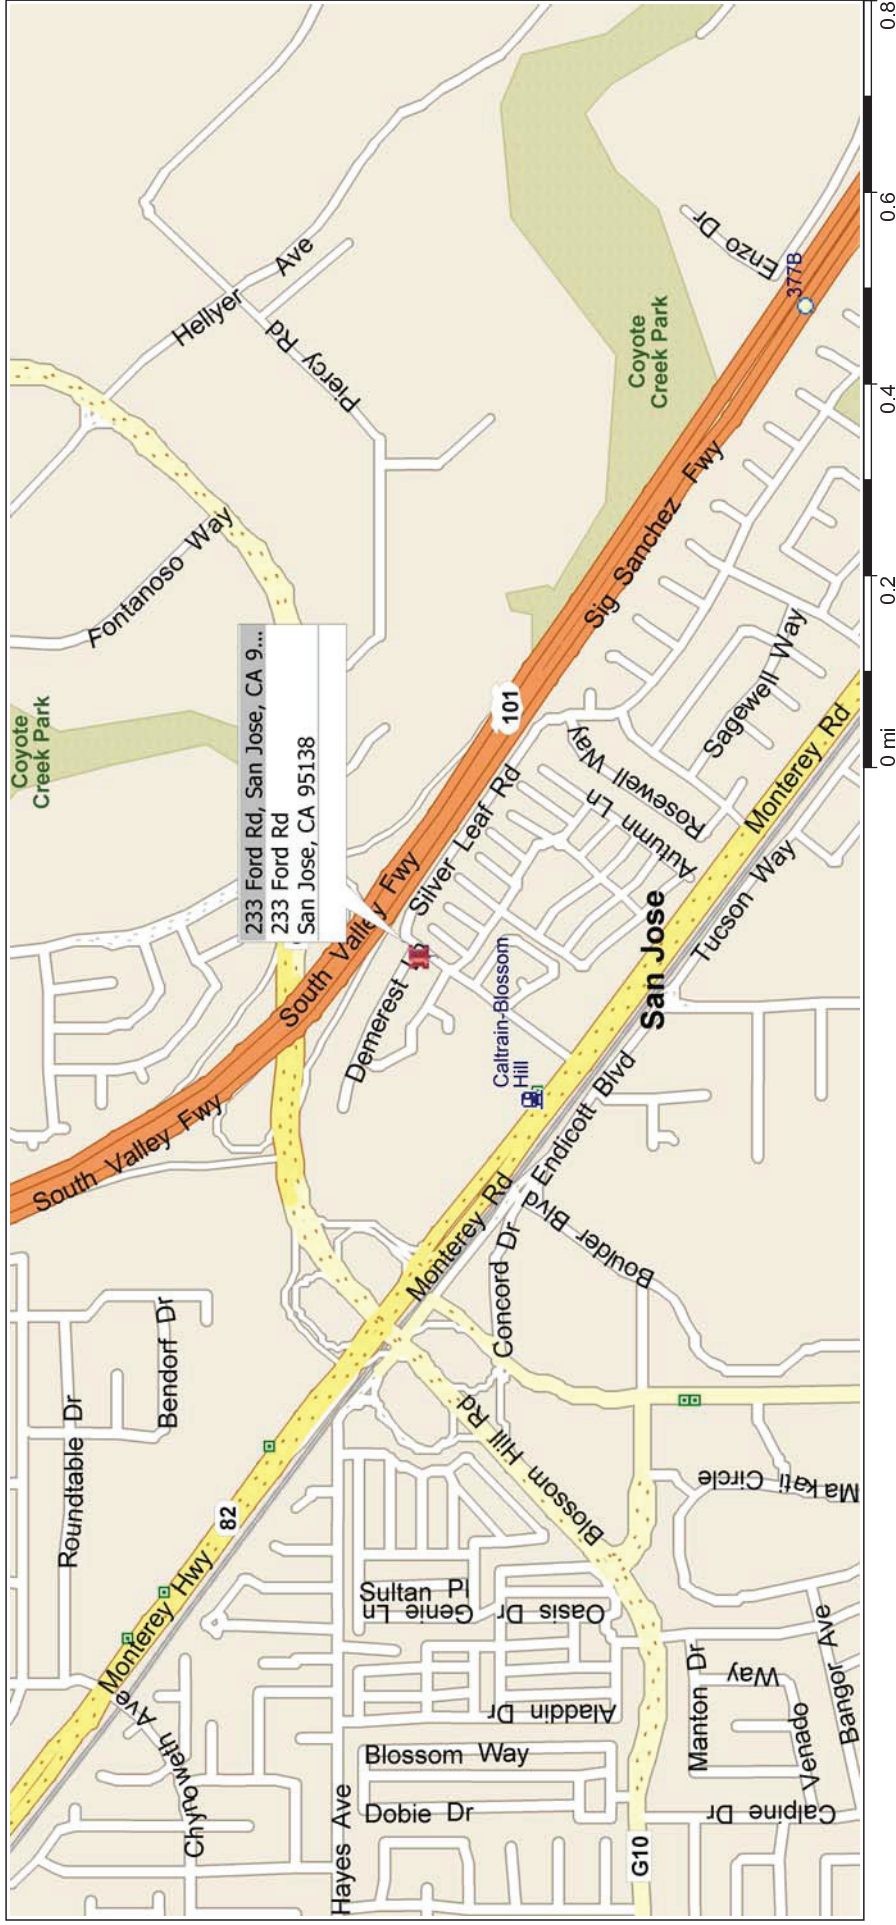 Coyote
Creek Park
Fontanoso Way
Hellyer Ave
Piercy Rd
Coyote
Creek Park
Enzo Dr
377B
Sig Sanchez Fwy
101
233 Ford Rd, San Jose, CA 9...
233 Ford Rd
San Jose, CA 95138
South Valley Fwy
South Valley Fwy
Silver Leaf Rd
Demerest
Caltrain-Blossom
Hill
Rosewell Way
Autumn Ln
Sagewell Way
Monterey Rd
Tucson Way
San Jose
Endicott Blvd
Boulder Blvd
Monterey Rd
Concord Dr
Bendorf Dr
Roundtable Dr
82
Monterey Hwy
Blossom Hill Rd
Makati Circle
Sultan Pl
Genie Ln
Oasis Dr
Aladdin Dr
Blossom Way
Dobie Dr
Hayes Ave
Chynoweth Ave
G10
Manton Dr
Venado Way
Bangor Ave
Calpine Dr
0 mi
0.2
0.4
0.6
0.8